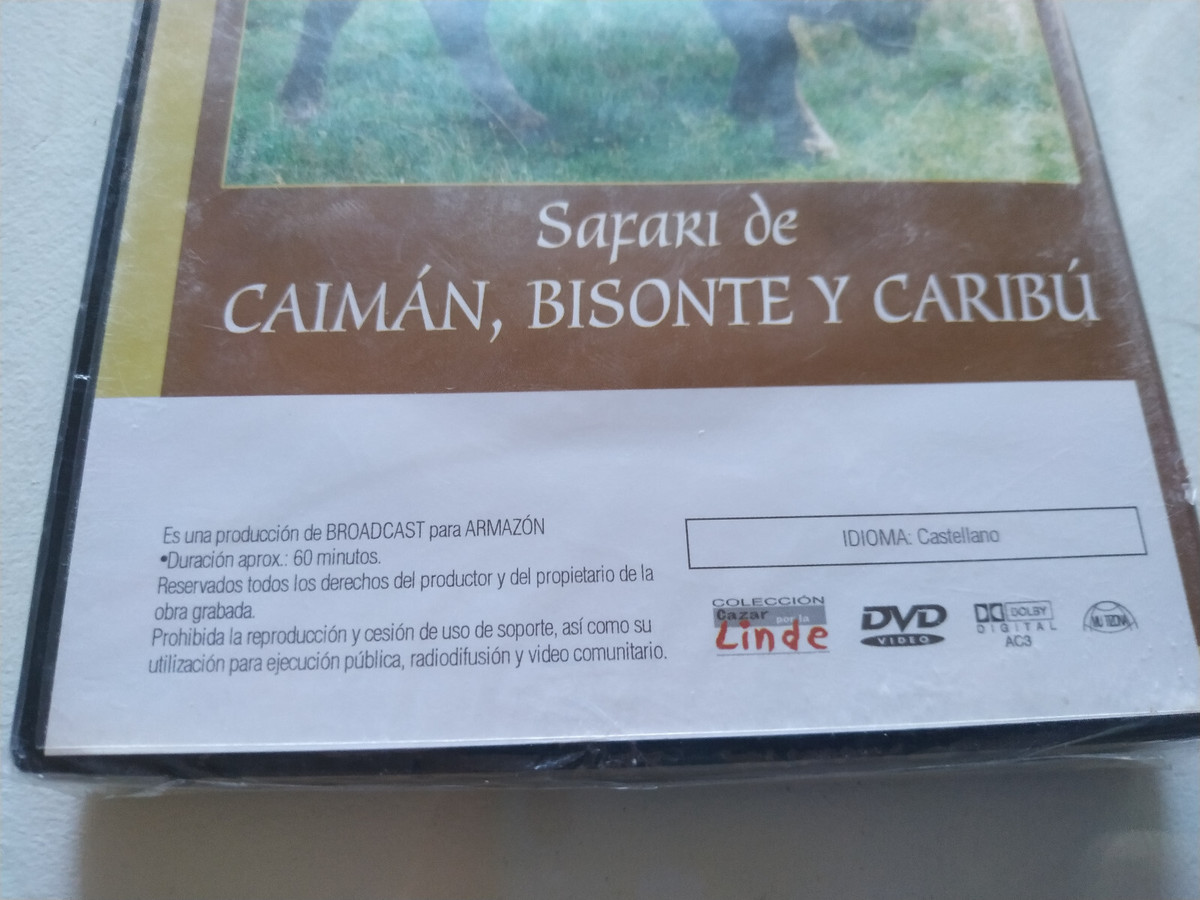 Safari de
CAIMÁN, BISONTE Y CARIBÚ
Es una producción de BROADCAST para ARMAZÓN
•Duración aprox.: 60 minutos.
Reservados todos los derechos del productor y del propietario de la
obra grabada.
Prohibida la reproducción y cesión de uso de soporte, así como su
utilización para ejecución pública, radiodifusión y video comunitario.
IDIOMA: Castellano
COLECCIÓN
Cazar por la
Linde
DVD
VIDEO
DOLBY
DIGITAL
AC3